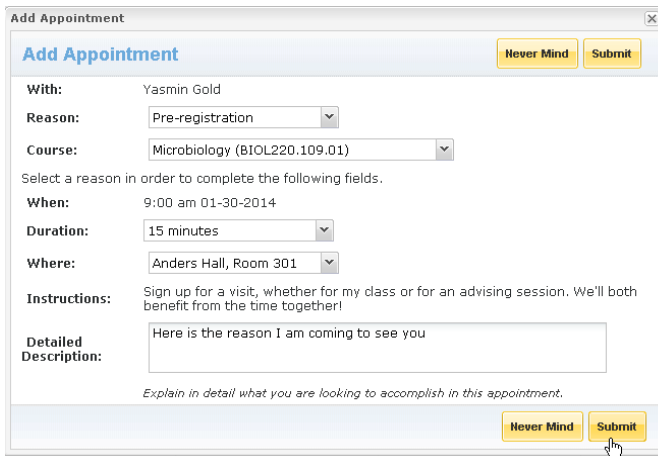 Add Appointment
Add Appointment
Never Mind Submit
With: Yasmin Gold
Reason: Pre-registration
Course: Microbiology (BIOL220.109.01)
Select a reason in order to complete the following fields.
When: 9:00 am 01-30-2014
Duration: 15 minutes
Where: Anders Hall, Room 301
Instructions: Sign up for a visit, whether for my class or for an advising session. We'll both
benefit from the time together!
Detailed
Description:
Here is the reason I am coming to see you
Explain in detail what you are looking to accomplish in this appointment.
Never Mind Submit